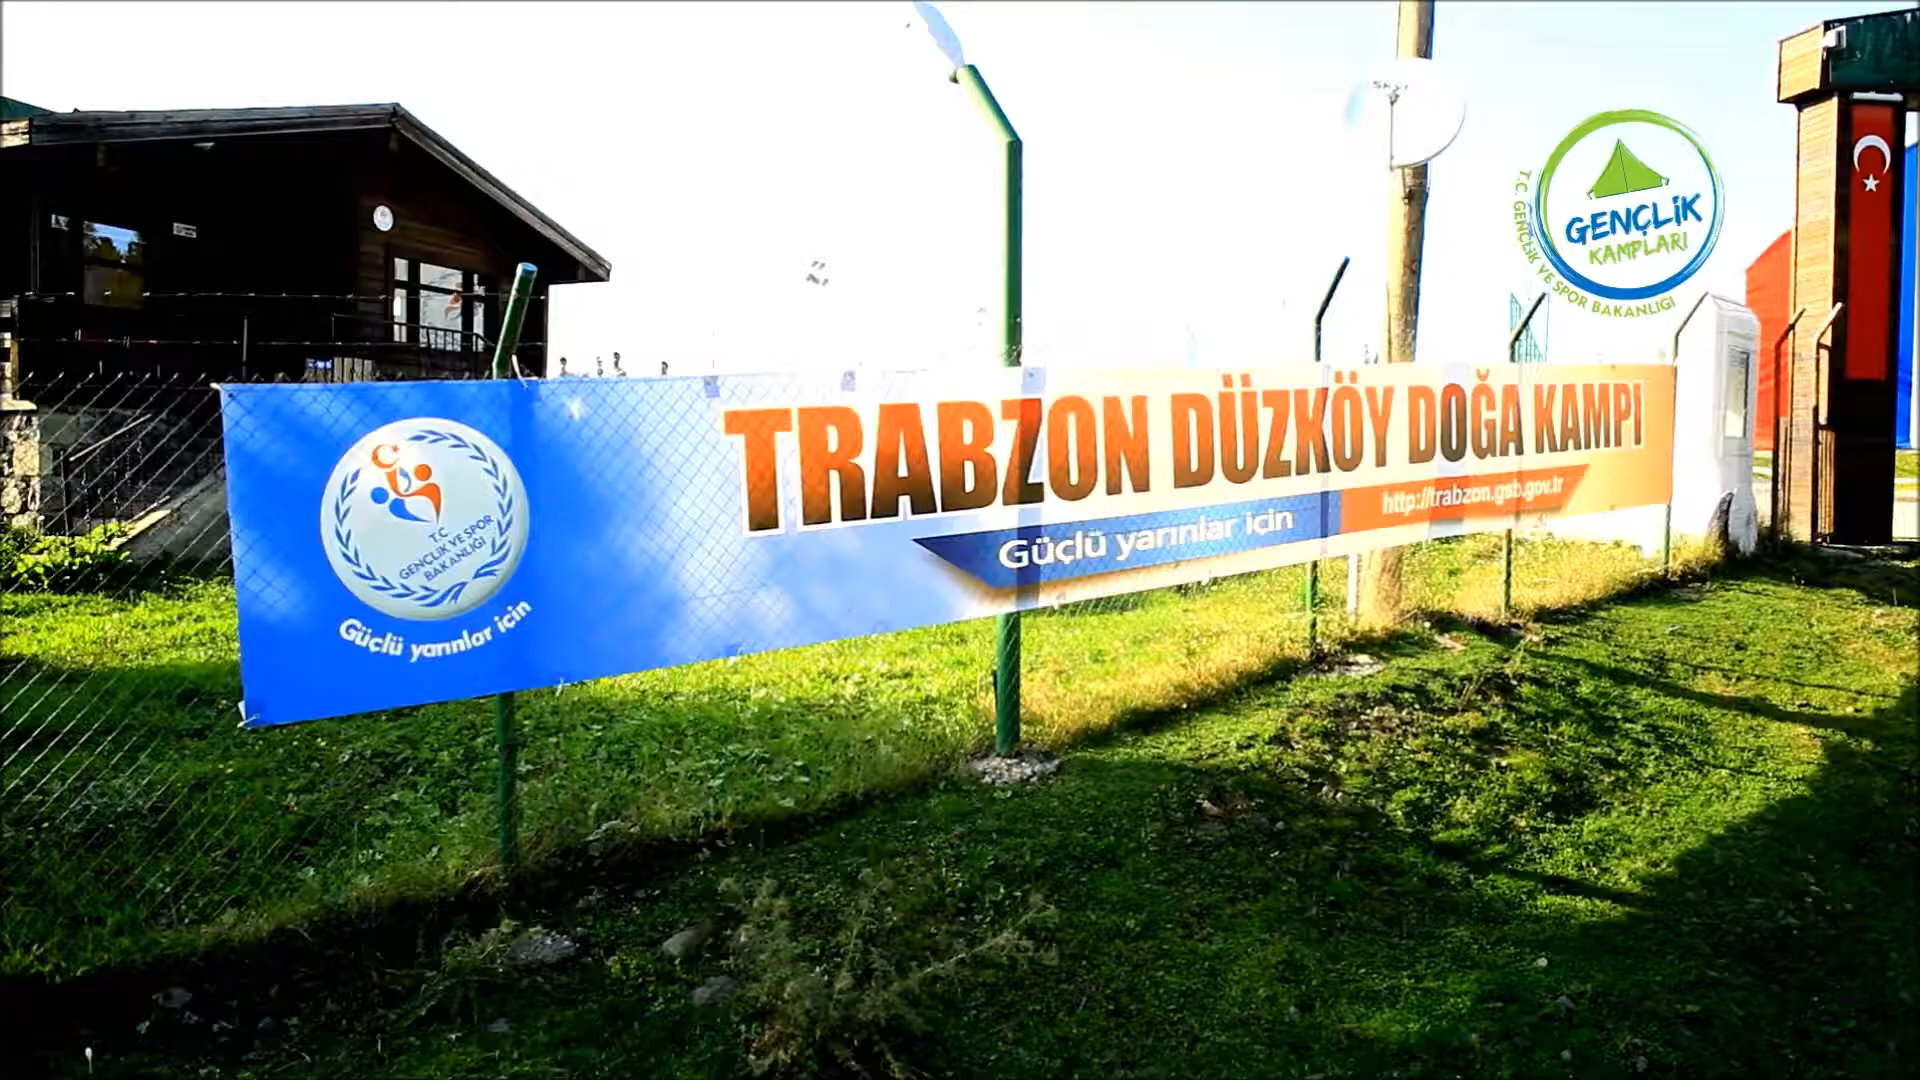 T.C.
GENÇLİK VE SPOR
BAKANLIĞI
Güçlü yarınlar için
TRABZON DÜZKÖY DOĞA KAMPI
Güçlü yarınlar için
http://trabzon.gsb.gov.tr
GENÇLİK
KAMPLARI
T.C. GENÇLİK VE SPOR BAKANLIĞI